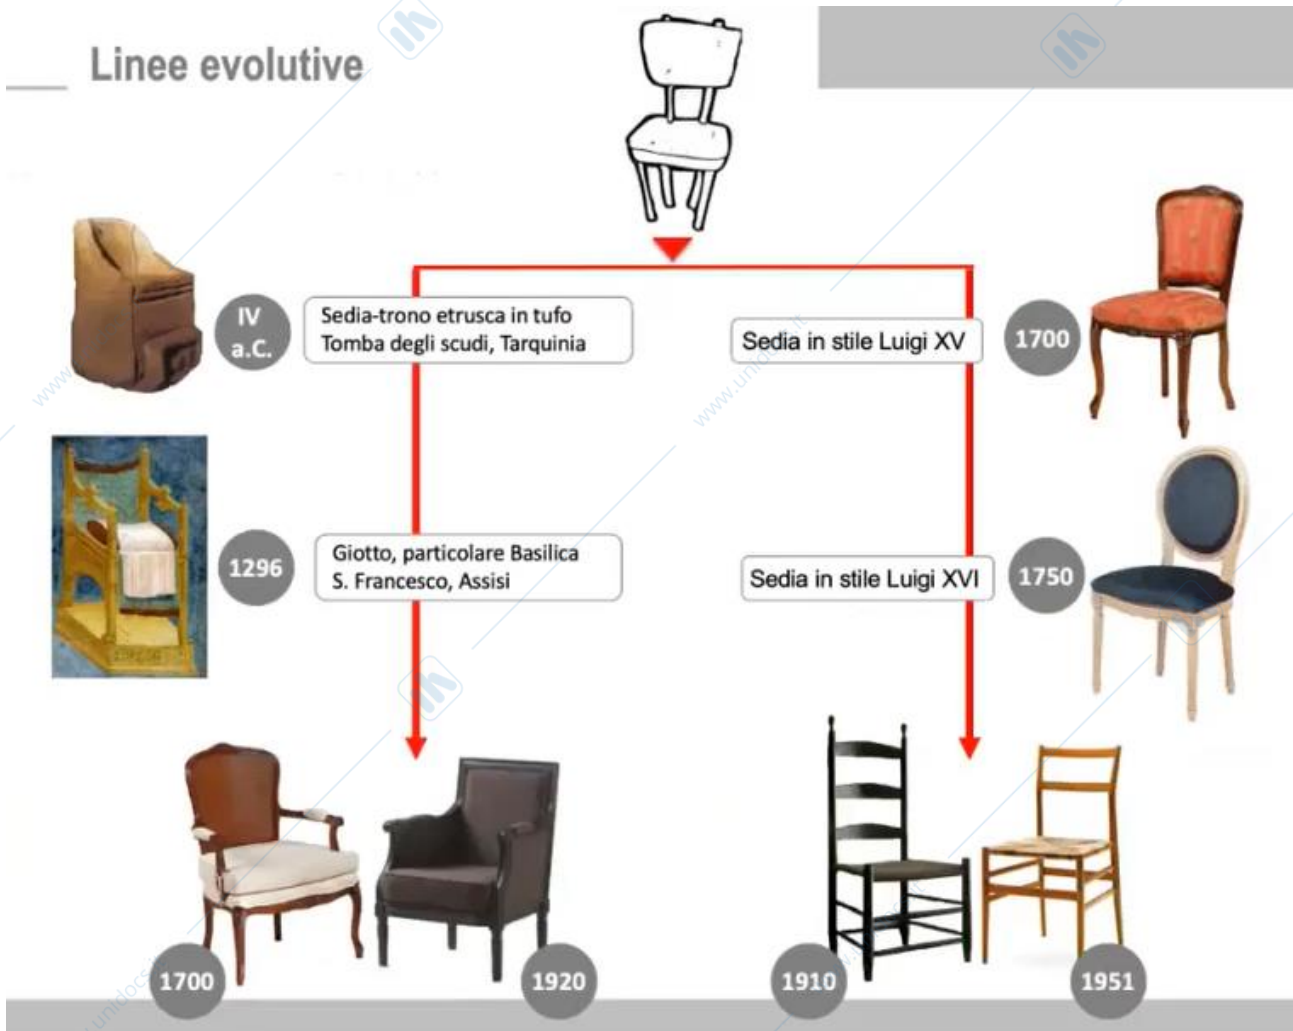 Linee evolutive
IV
a.C.
Sedia-trono etrusca in tufo
Tomba degli scudi, Tarquinia
Sedia in stile Luigi XV
1700
1296
Giotto, particolare Basilica
S. Francesco, Assisi
Sedia in stile Luigi XVI
1750
1700
1920
1910
1951